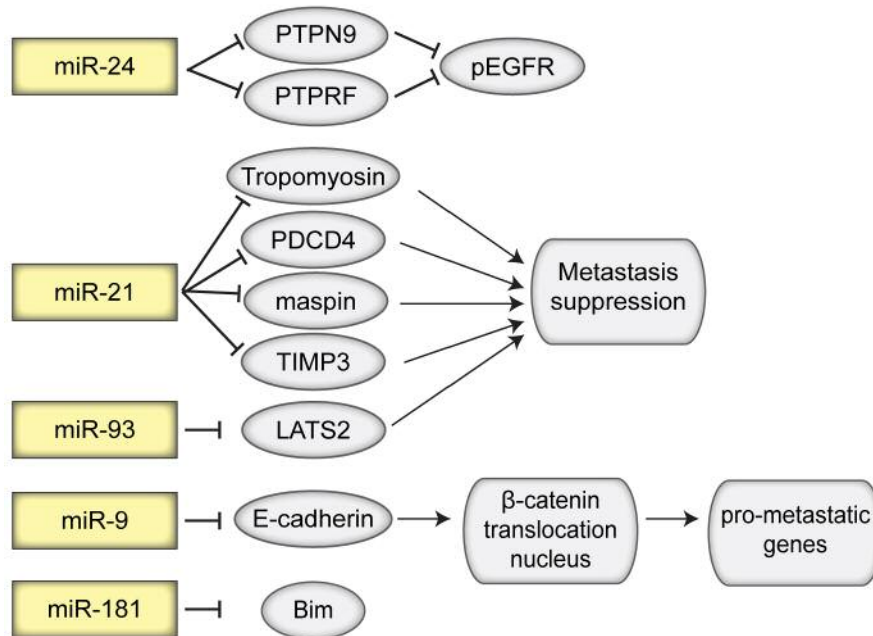 miR-24
PTPN9
PTPRF
pEGFR
miR-21
Tropomyosin
PDCD4
maspin
TIMP3
Metastasis
suppression
miR-93
LATS2
miR-9
E-cadherin
β-catenin
translocation
nucleus
pro-metastatic
genes
miR-181
Bim